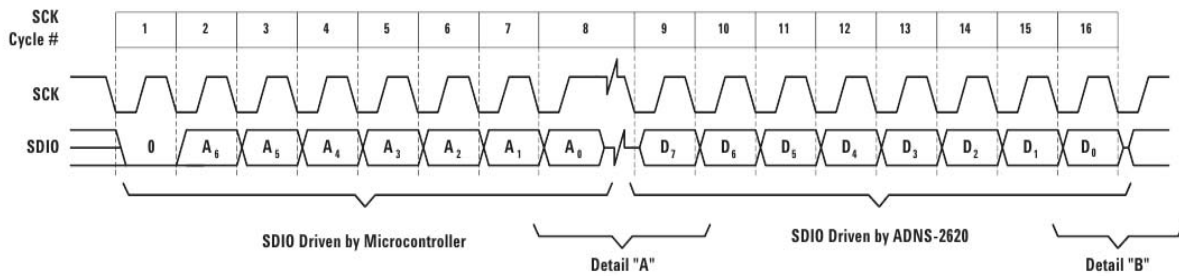 SCK
Cycle #
1 2 3 4 5 6 7 8 9 10 11 12 13 14 15 16
SCK
SDIO 0 A₆ A₅ A₄ A₃ A₂ A₁ A₀ D₇ D₆ D₅ D₄ D₃ D₂ D₁ D₀
SDIO Driven by Microcontroller SDIO Driven by ADNS-2620
Detail "A" Detail "B"